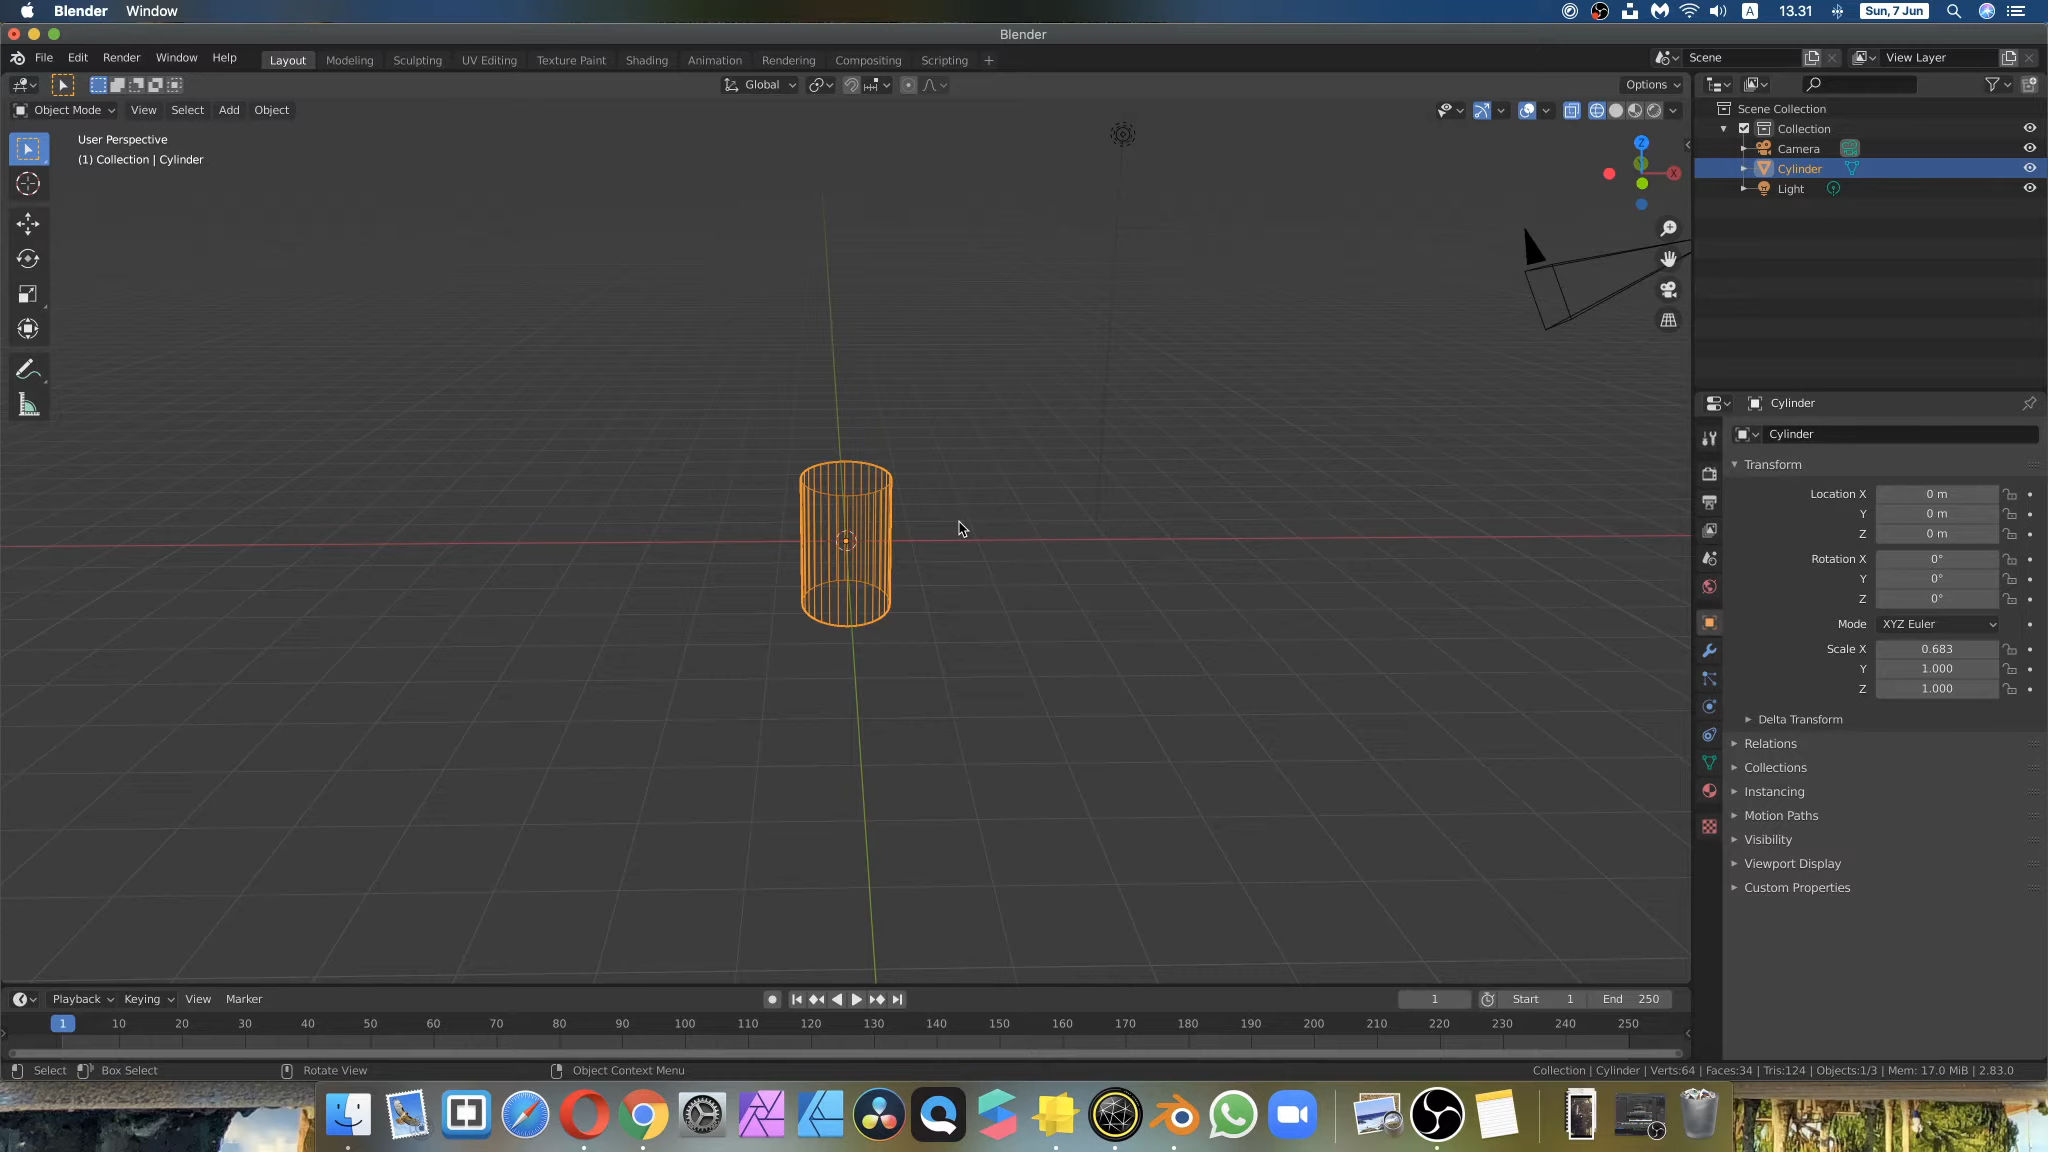 Blender Window
A 13.31 Sun, 7 Jun
Blender
File Edit Render Window Help
Layout Modeling Sculpting UV Editing Texture Paint Shading Animation Rendering Compositing Scripting +
Scene View Layer
Global Options
Object Mode View Select Add Object
User Perspective
(1) Collection | Cylinder
Z
X
Scene Collection
Collection
Camera
Cylinder
Light
Cylinder
Cylinder
Transform
Location X 0 m
Y 0 m
Z 0 m
Rotation X 0°
Y 0°
Z 0°
Mode XYZ Euler
Scale X 0.683
Y 1.000
Z 1.000
Delta Transform
Relations
Collections
Instancing
Motion Paths
Visibility
Viewport Display
Custom Properties
Playback Keying View Marker 1 Start 1 End 250
1 10 20 30 40 50 60 70 80 90 100 110 120 130 140 150 160 170 180 190 200 210 220 230 240 250
Select Box Select Rotate View Object Context Menu Collection | Cylinder | Verts:64 | Faces:34 | Tris:124 | Objects:1/3 | Mem: 17.0 MiB | 2.83.0